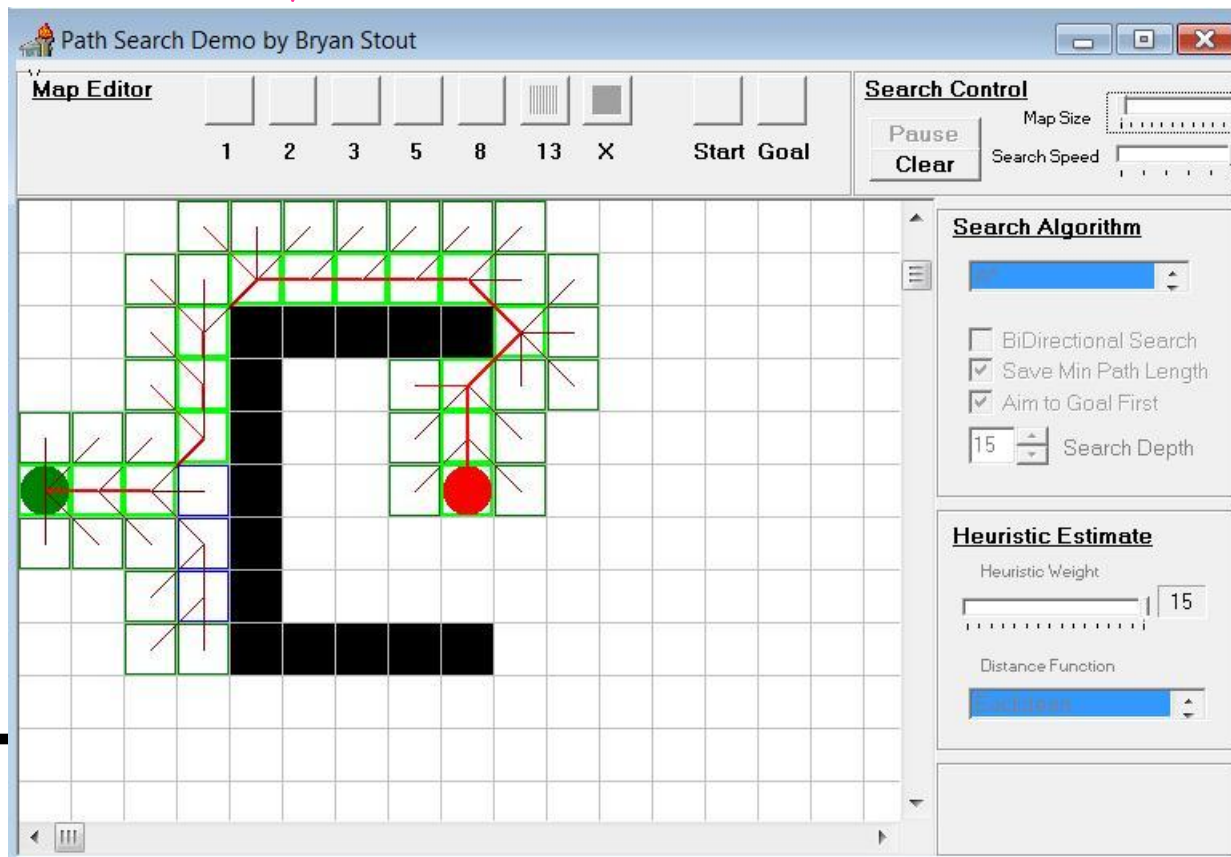 Path Search Demo by Bryan Stout
Map Editor
1 2 3 5 8 13 X Start Goal
Search Control
Map Size
Pause
Search Speed
Clear
Search Algorithm
A*
BiDirectional Search
Save Min Path Length
Aim to Goal First
15 Search Depth
Heuristic Estimate
Heuristic Weight
15
Distance Function
Euclidean